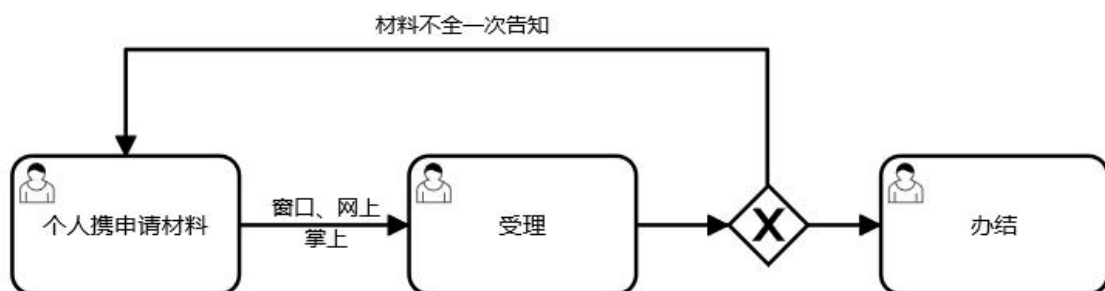 材料不全一次告知
个人携申请材料
窗口、网上
掌上
受理
X
办结